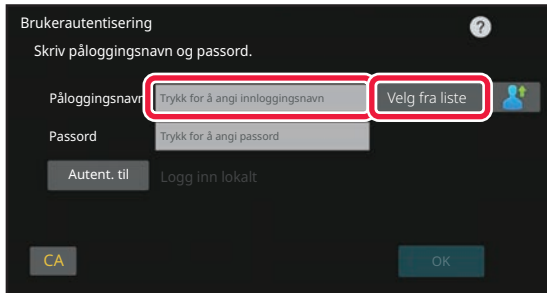 Brukerautentisering
?
Skriv påloggingsnavn og passord.
Påloggingsnavn Trykk for å angi innloggingsnavn Velg fra liste
Passord Trykk for å angi passord
Autent. til Logg inn lokalt
CA OK